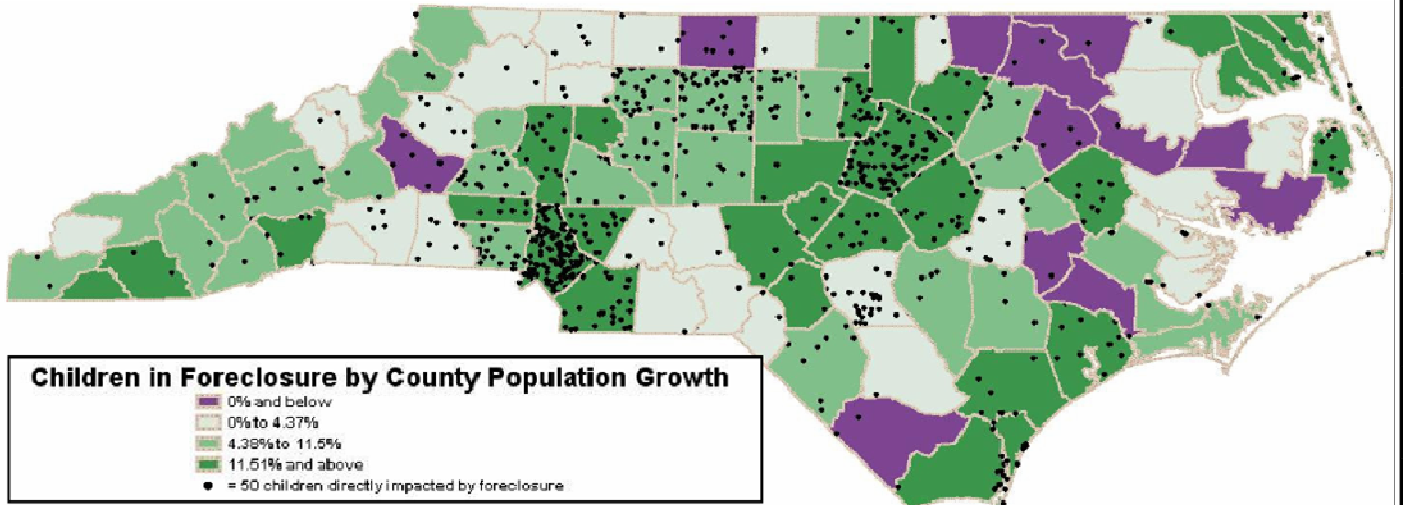 Children in Foreclosure by County Population Growth
0% and below
0% to 4.37%
4.38% to 11.5%
11.51% and above
= 50 children directly impacted by foreclosure